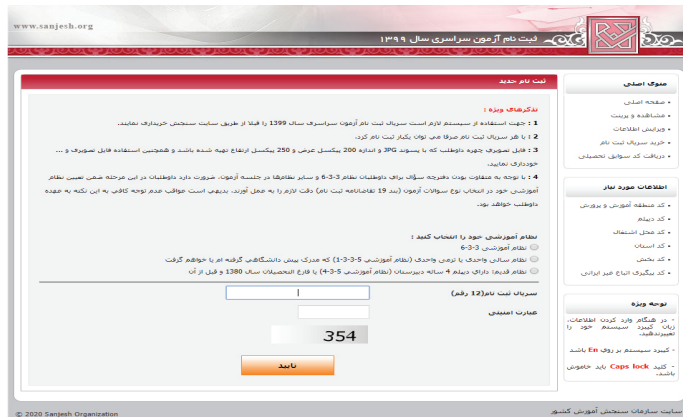 www.sanjesh.org
ثبت نام آزمون سراسری سال ۱۳۹۹
منوی اصلی
صفحه اصلی
مشاهده و پرینت
ویرایش اطلاعات
خرید سریال ثبت نام
دریافت کد سوابق تحصیلی
اطلاعات مورد نیاز
کد منطقه آموزش و پرورش
کد دیپلم
کد محل اشتغال
کد استان
کد بخش
کد پیگیری اتباع غیر ایرانی
توجه ویژه
- در هنگام وارد کردن اطلاعات،
زبان کیبرد سیستم خود را
تغییرندهید.
- کیبرد سیستم بر روی En باشد
- کلید Caps lock باید خاموش
باشد.
ثبت نام جدید
تذکرهای ویژه :
1 : جهت استفاده از سیستم لازم است سریال ثبت نام آزمون سراسری سال 1399 را قبلا از طریق سایت سنجش خریداری نمایند.
2 : با هر سریال ثبت نام صرفا می توان یکبار ثبت نام کرد.
3 : فایل تصویری چهره داوطلب که با پسوند JPG و اندازه 200 پیکسل عرض و 250 پیکسل ارتفاع تهیه شده باشد و همچنین استفاده فایل تصویری و ...
خودداری نمایید.
4 : با توجه به متفاوت بودن دفترچه سؤال برای داوطلبان نظام 3-3-6 و سایر نظامها در جلسه آزمون، ضرورت دارد داوطلبان در این مرحله ضمن تعیین نظام
آموزشی خود در انتخاب نوع سوالات آزمون (بند 19 تقاضانامه ثبت نام) دقت لازم را به عمل آورند، بدیهی است عواقب عدم توجه کافی به این نکته به عهده
داوطلب خواهد بود.
نظام آموزشی خود را انتخاب کنید :
نظام آموزشی 3-3-6
نظام سالی واحدی یا ترمی واحدی (نظام آموزشی 5-3-3-1) که مدرک پیش دانشگاهی گرفته ام یا خواهم گرفت
نظام قدیم: دارای دیپلم 4 ساله دبیرستان (نظام آموزشی 5-3-4) یا فارغ التحصیلان سال 1380 و قبل از آن
سریال ثبت نام(12 رقم)
عبارت امنیتی
354
تایید
© 2020 Sanjesh Organization
سایت سازمان سنجش آموزش کشور